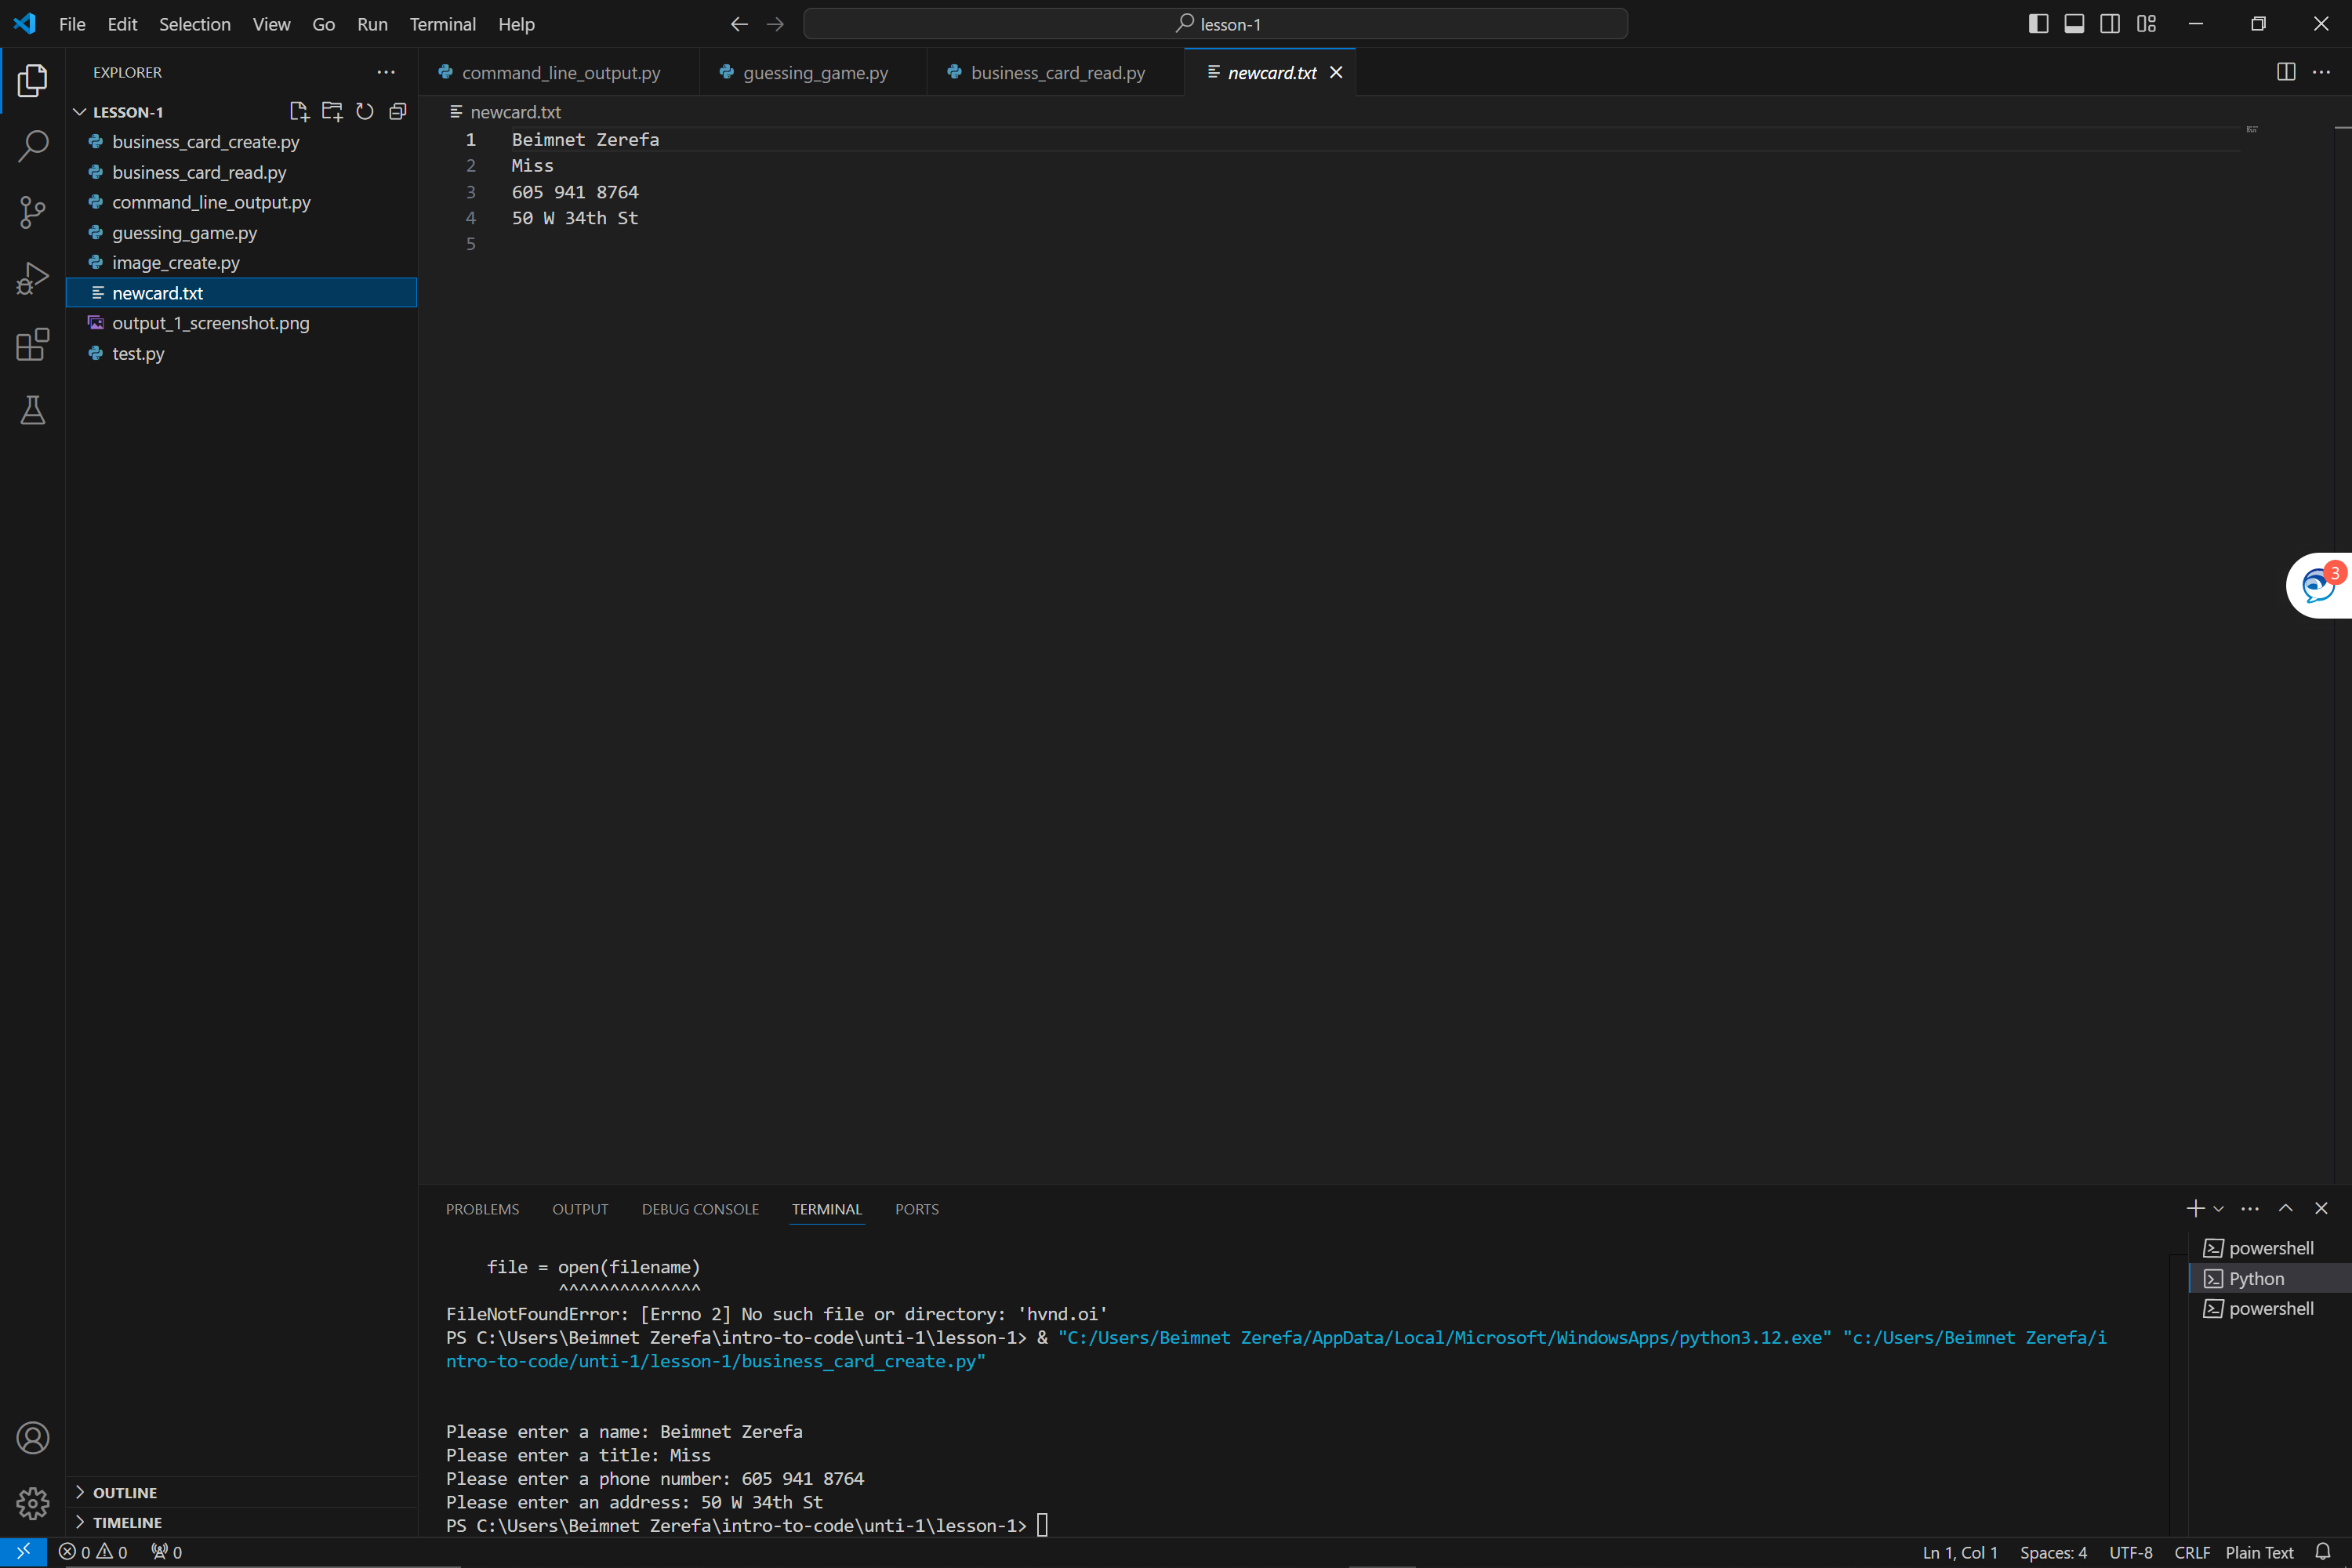 File Edit Selection View Go Run Terminal Help
lesson-1
EXPLORER
LESSON-1
business_card_create.py
business_card_read.py
command_line_output.py
guessing_game.py
image_create.py
newcard.txt
output_1_screenshot.png
test.py
OUTLINE
TIMELINE
command_line_output.py guessing_game.py business_card_read.py newcard.txt
newcard.txt
1 Beimnet Zerefa
2 Miss
3 605 941 8764
4 50 W 34th St
5
3
PROBLEMS OUTPUT DEBUG CONSOLE TERMINAL PORTS
file = open(filename)
^^^^^^^^^^^^^^
FileNotFoundError: [Errno 2] No such file or directory: 'hvnd.oi'
PS C:\Users\Beimnet Zerefa\intro-to-code\unti-1\lesson-1> & "C:/Users/Beimnet Zerefa/AppData/Local/Microsoft/WindowsApps/python3.12.exe" "c:/Users/Beimnet Zerefa/i
ntro-to-code/unti-1/lesson-1/business_card_create.py"
Please enter a name: Beimnet Zerefa
Please enter a title: Miss
Please enter a phone number: 605 941 8764
Please enter an address: 50 W 34th St
PS C:\Users\Beimnet Zerefa\intro-to-code\unti-1\lesson-1>
powershell
Python
powershell
0 0 0
Ln 1, Col 1 Spaces: 4 UTF-8 CRLF Plain Text